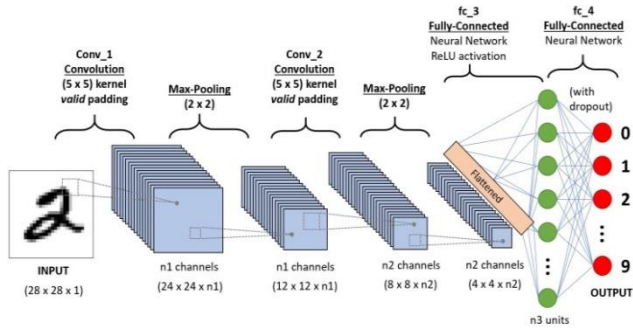 Conv_1
Convolution
(5 x 5) kernel
valid padding
Max-Pooling
(2 x 2)
Conv_2
Convolution
(5 x 5) kernel
valid padding
Max-Pooling
(2 x 2)
fc_3
Fully-Connected
Neural Network
ReLU activation
fc_4
Fully-Connected
Neural Network
(with
dropout)
2
INPUT
(28 x 28 x 1)
n1 channels
(24 x 24 x n1)
n1 channels
(12 x 12 x n1)
n2 channels
(8 x 8 x n2)
n2 channels
(4 x 4 x n2)
Flattened
n3 units
0
1
2
9
OUTPUT